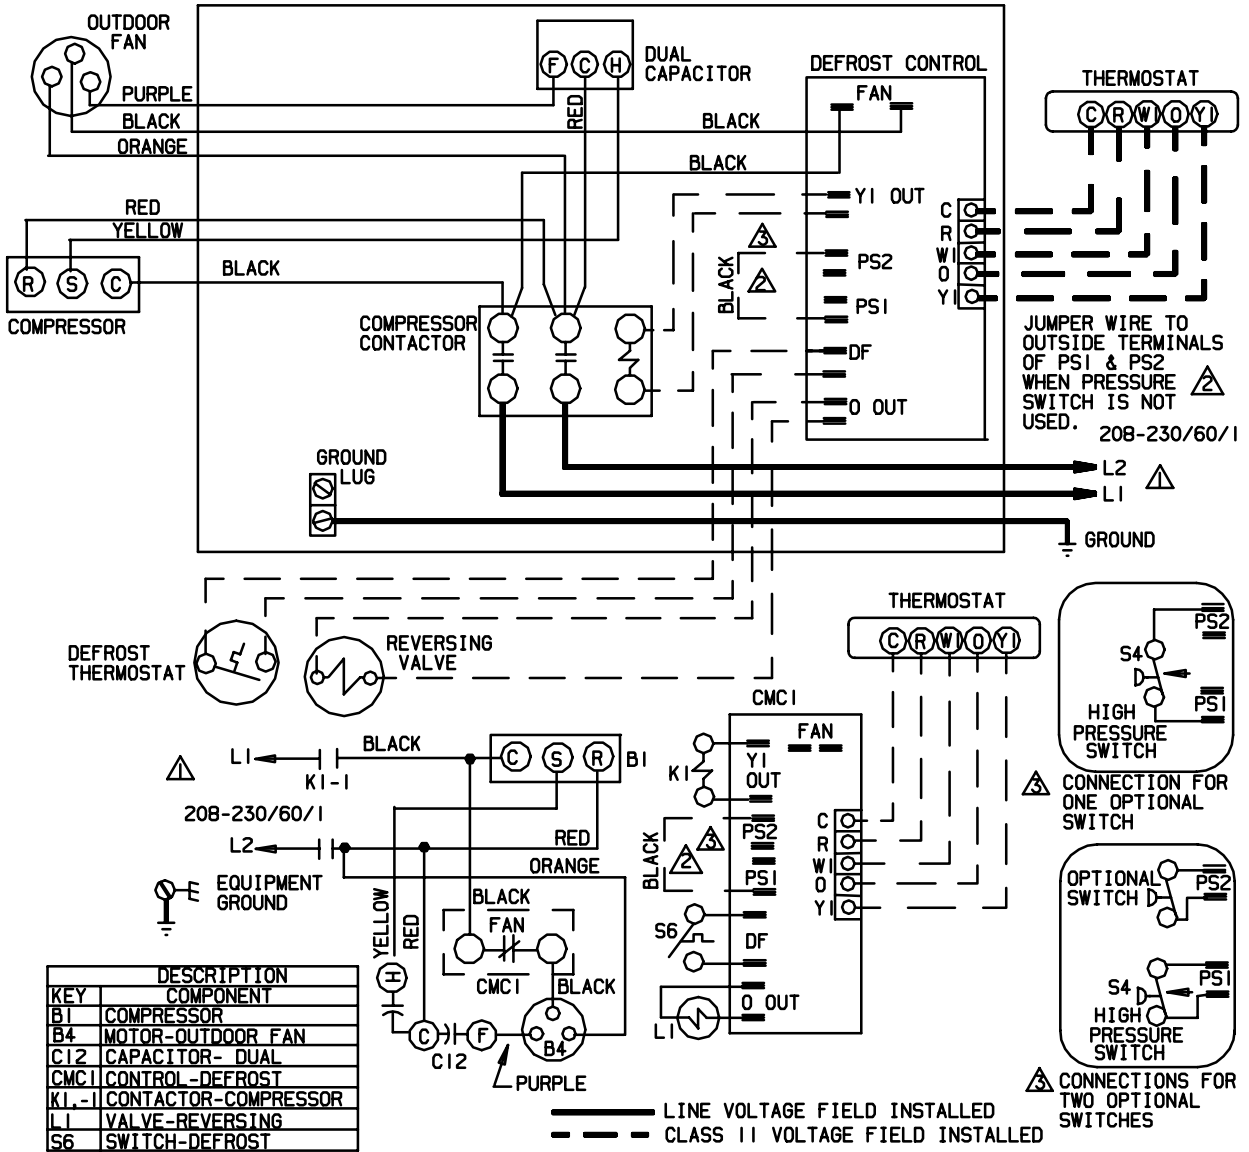 OUTDOOR
FAN
F C H
DUAL
CAPACITOR
DEFROST CONTROL
THERMOSTAT
C R W1 O Y1
PURPLE
RED
FAN
BLACK
BLACK
ORANGE
BLACK
RED
YELLOW
Y1 OUT
C
R
W1
O
Y1
3
BLACK
2
PS2
PS1
BLACK
R S C
COMPRESSOR
COMPRESSOR
CONTACTOR
DF
O OUT
JUMPER WIRE TO
OUTSIDE TERMINALS
OF PS1 & PS2
WHEN PRESSURE
SWITCH IS NOT
USED.
2
208-230/60/1
GROUND
LUG
L2
L1
1
GROUND
DEFROST
THERMOSTAT
REVERSING
VALVE
THERMOSTAT
C R W1 O Y1
PS2
S4
PS1
HIGH
PRESSURE
SWITCH
3 CONNECTION FOR
ONE OPTIONAL
SWITCH
CMC1
FAN
1
L1
BLACK
K1-1
C S R
B1
K1
Y1
OUT
208-230/60/1
L2
RED
ORANGE
BLACK
2
3
PS2
PS1
C
R
W1
O
Y1
EQUIPMENT
GROUND
YELLOW
RED
BLACK
FAN
CMC1
BLACK
S6
DF
O OUT
L1
H
C
C12
F
B4
PURPLE
OPTIONAL
SWITCH
PS2
S4
PS1
HIGH
PRESSURE
SWITCH
3 CONNECTIONS FOR
TWO OPTIONAL
SWITCHES
DESCRIPTION
KEY COMPONENT
B1 COMPRESSOR
B4 MOTOR-OUTDOOR FAN
C12 CAPACITOR- DUAL
CMC1 CONTROL-DEFROST
K1,-1 CONTACTOR-COMPRESSOR
L1 VALVE-REVERSING
S6 SWITCH-DEFROST
LINE VOLTAGE FIELD INSTALLED
CLASS II VOLTAGE FIELD INSTALLED